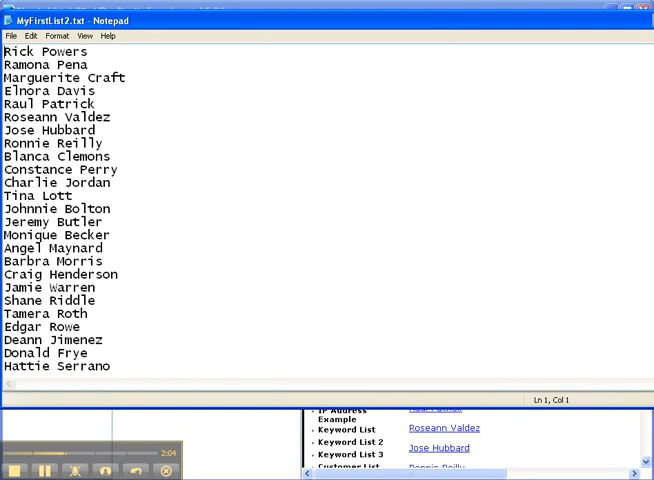 MyFirstList2.txt - Notepad
File Edit Format View Help
Rick Powers
Ramona Pena
Marguerite Craft
Elnora Davis
Raul Patrick
Roseann Valdez
Jose Hubbard
Ronnie Reilly
Blanca Clemons
Constance Perry
Charlie Jordan
Tina Lott
Johnnie Bolton
Jeremy Butler
Monique Becker
Angel Maynard
Barbra Morris
Craig Henderson
Jamie Warren
Shane Riddle
Tamera Roth
Edgar Rowe
Deann Jimenez
Donald Frye
Hattie Serrano
Ln 1, Col 1
IP Address
Example
Keyword List
Keyword List 2
Keyword List 3
Customer List
Roseann Valdez
Jose Hubbard
Ronnie Reilly
2:04